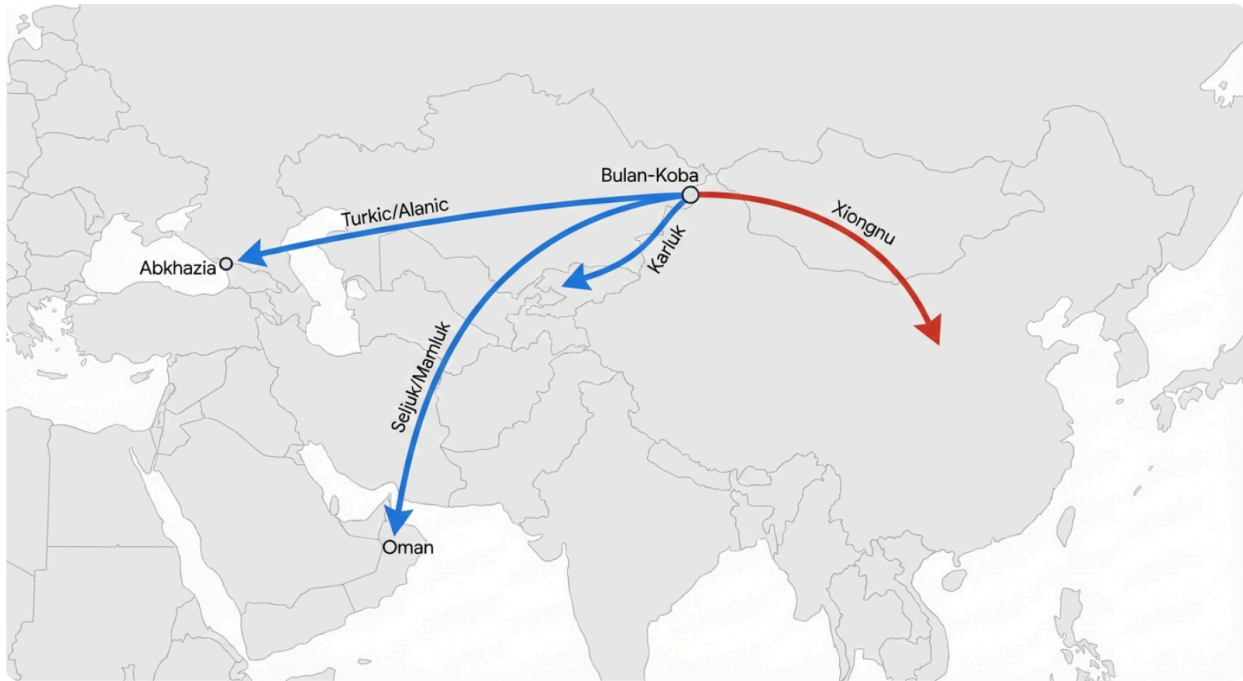 Bulan-Koba
Turkic/Alanic
Xiongnu
Karluk
Abkhazia
Seljuk/Mamluk
Oman